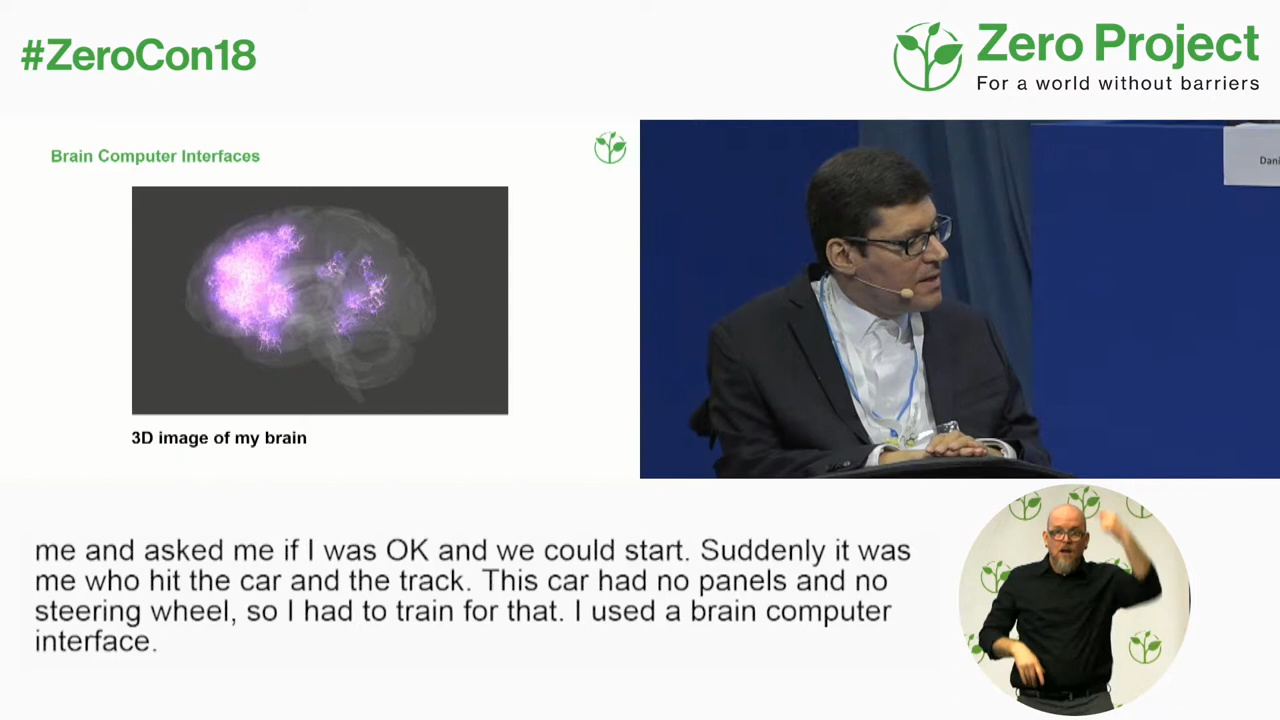 #ZeroCon18
Zero Project
For a world without barriers
Brain Computer Interfaces
3D image of my brain
Dani
me and asked me if I was OK and we could start. Suddenly it was
me who hit the car and the track. This car had no panels and no
steering wheel, so I had to train for that. I used a brain computer
interface.